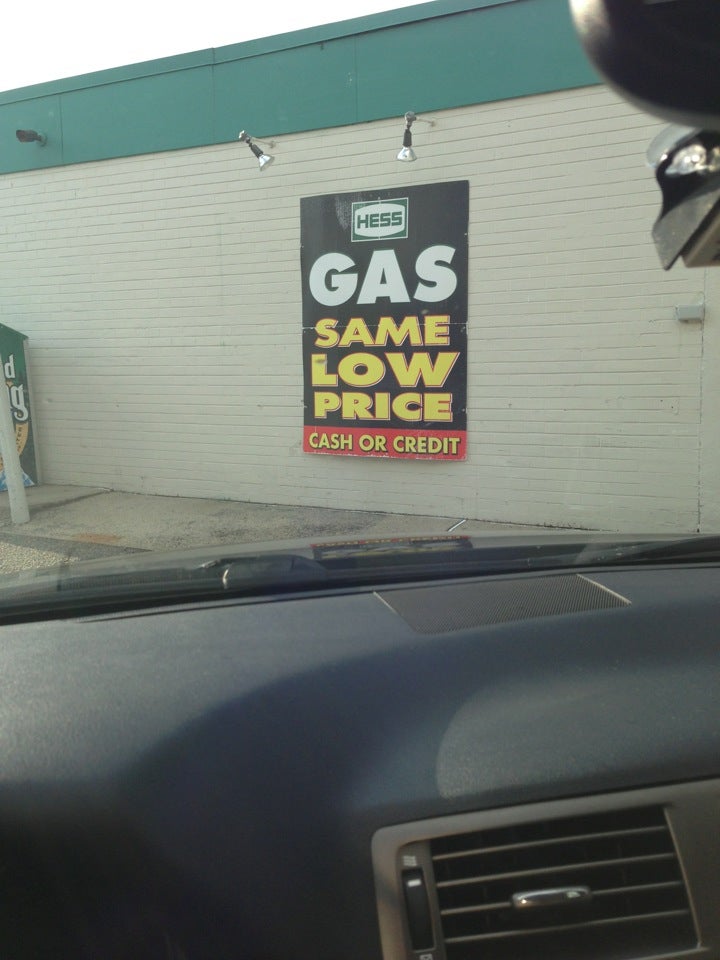 HESS
GAS
SAME
LOW
PRICE
CASH OR CREDIT
d
g